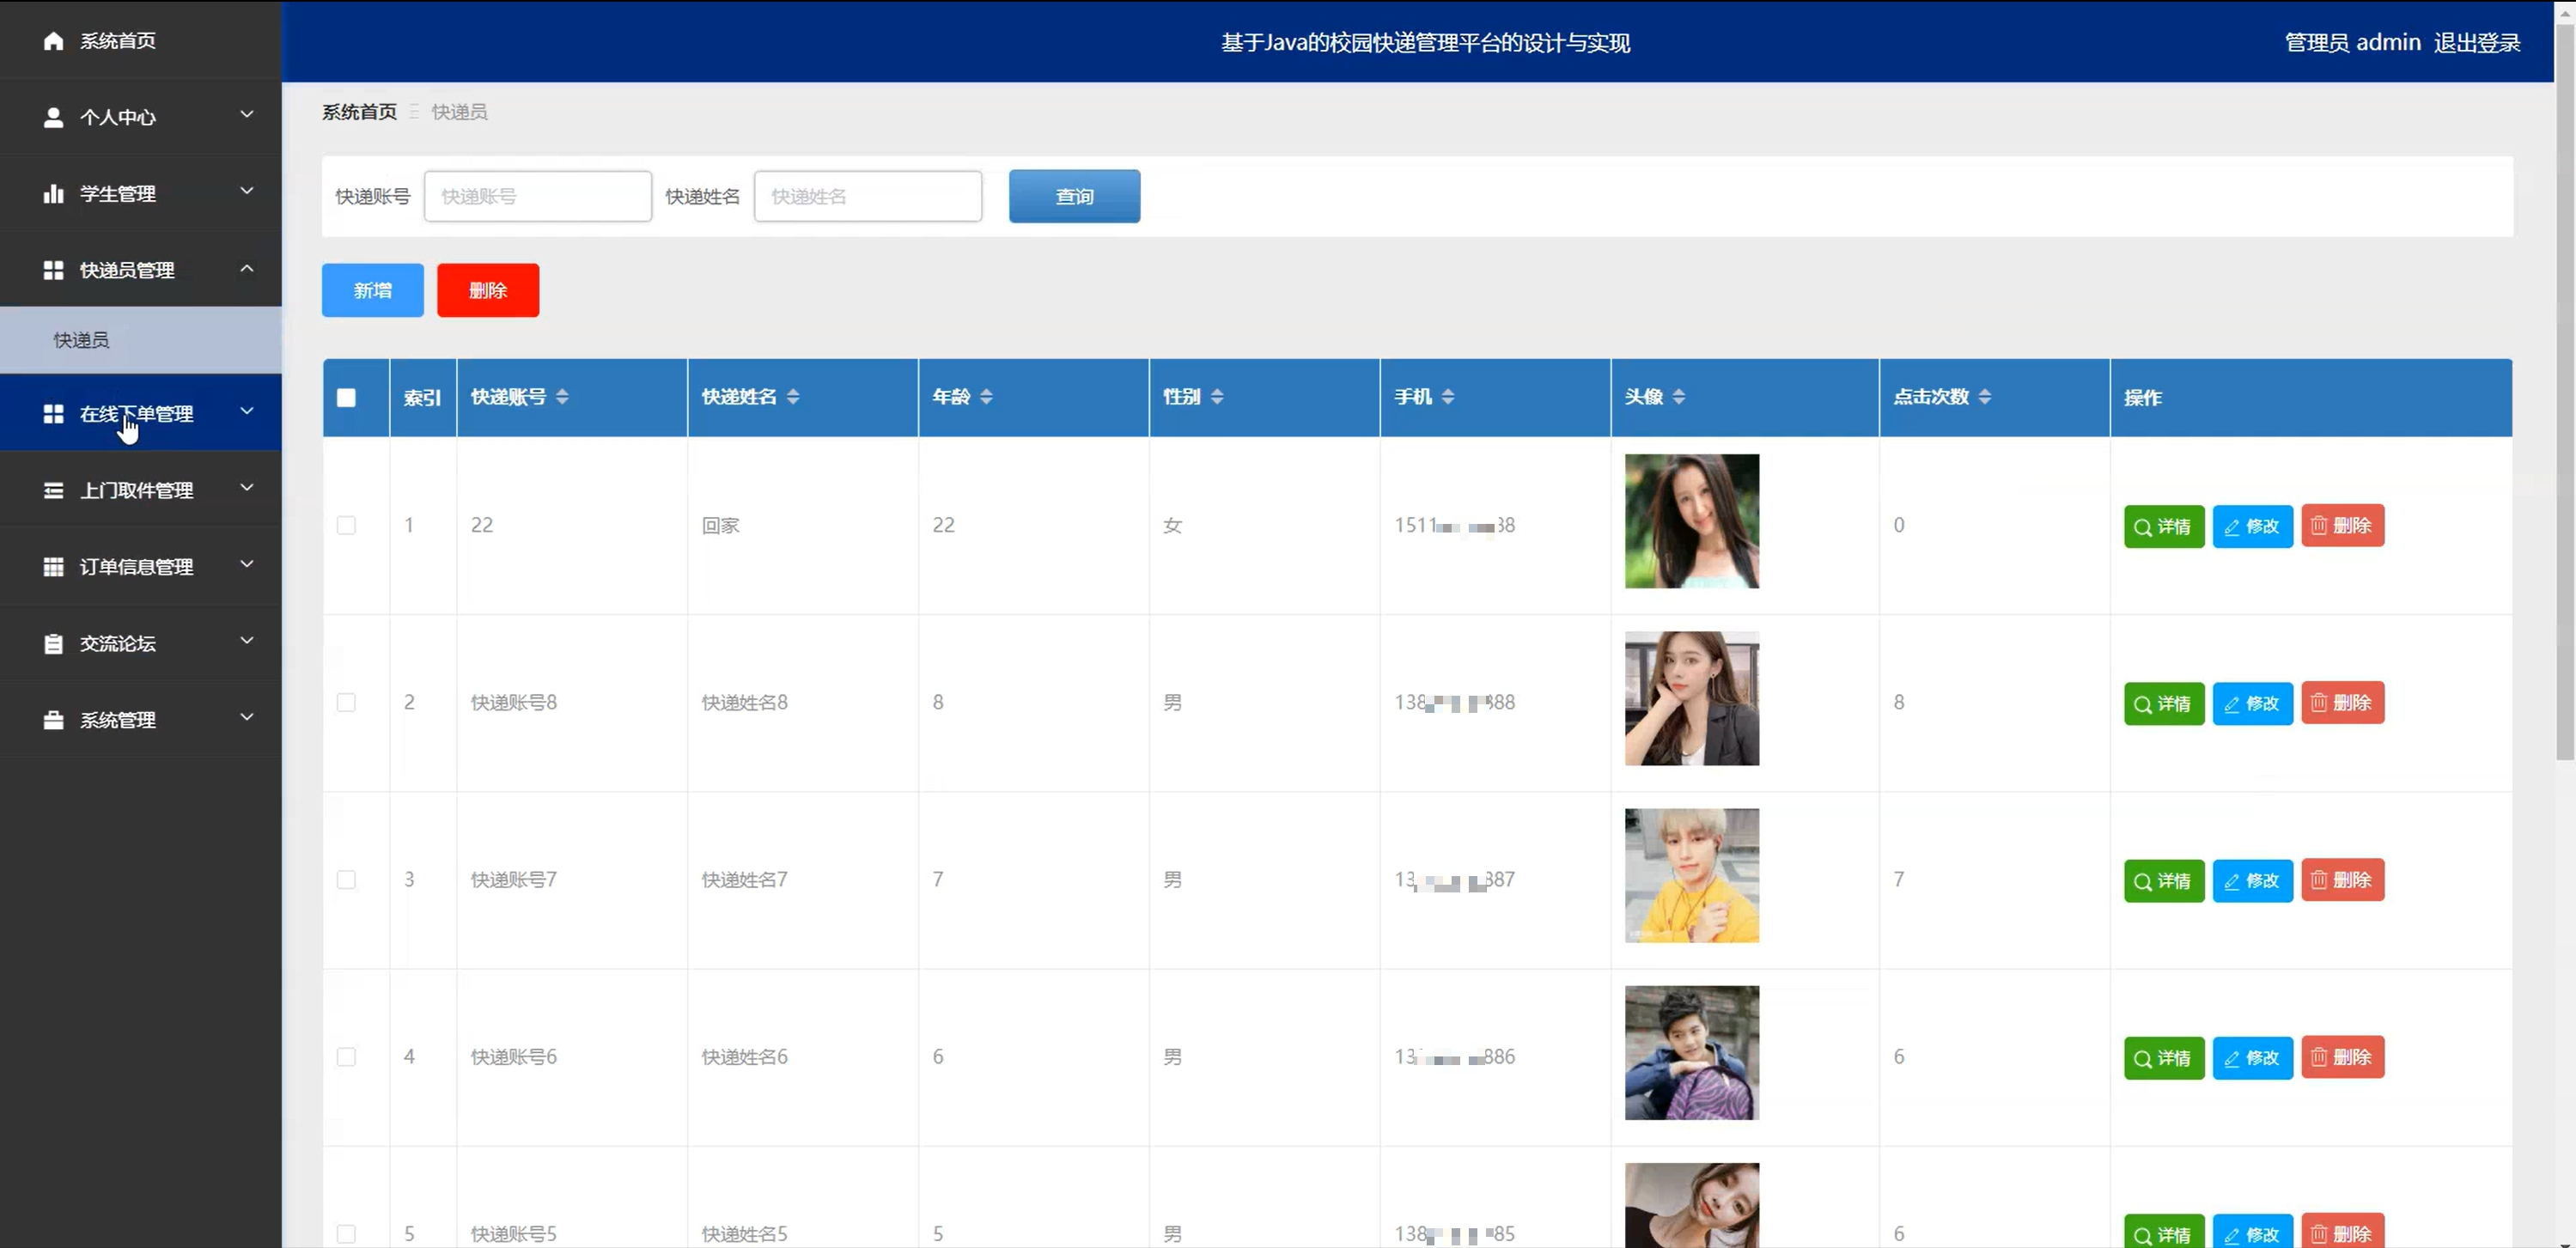 系统首页
个人中心
学生管理
快递员管理
快递员
在线下单管理
上门取件管理
订单信息管理
交流论坛
系统管理
基于Java的校园快递管理平台的设计与实现
管理员 admin 退出登录
系统首页 快递员
快递账号 快递账号 快递姓名 快递姓名 查询
新增 删除
索引 快递账号 快递姓名 年龄 性别 手机 头像 点击次数 操作
1 22 回家 22 女 1511 38 0 详情 修改 删除
2 快递账号8 快递姓名8 8 男 138 888 8 详情 修改 删除
3 快递账号7 快递姓名7 7 男 13 887 7 详情 修改 删除
4 快递账号6 快递姓名6 6 男 13 886 6 详情 修改 删除
5 快递账号5 快递姓名5 5 男 138 85 6 详情 修改 删除